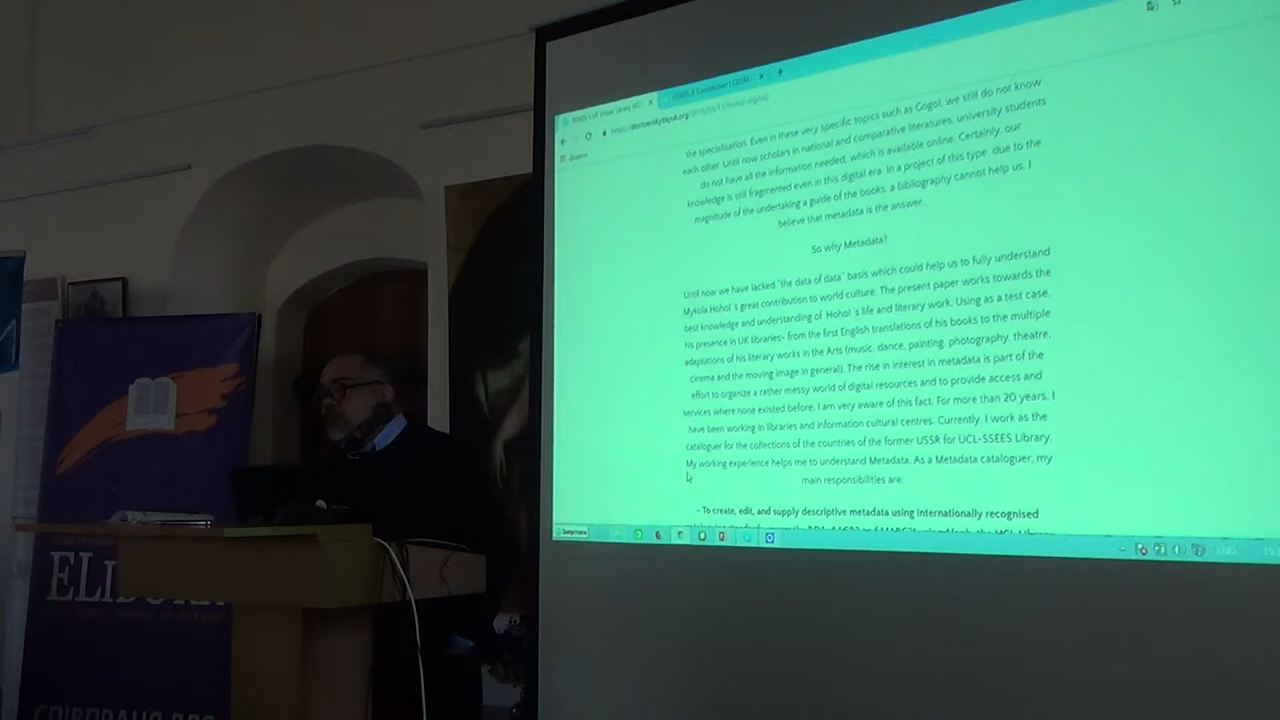 https://dostoevskydayuk.org/
the specialisation. Even in these very specific topics such as Gogol, we still do not know
each other. Until now scholars in national and comparative literatures, university students
do not have all the information needed, which is available online. Certainly, our
knowledge is still fragmented even in this digital era. In a project of this type, due to the
magnitude of the undertaking a guide of the books, a bibliography cannot help us. I
believe that metadata is the answer.
So why Metadata?
Until now we have lacked "the data of data" basis which could help us to fully understand
Mykola Hohol´s great contribution to world culture. The present paper works towards the
best knowledge and understanding of Hohol´s life and literary work. Using as a test case,
his presence in UK libraries- from the first English translations of his books to the multiple
adaptations of his literary works in the Arts (music, dance, painting, photography, theatre,
cinema and the moving image in general). The rise in interest in metadata is part of the
effort to organize a rather messy world of digital resources and to provide access and
services where none existed before. I am very aware of this fact. For more than 20 years, I
have been working in libraries and information cultural centres. Currently, I work as the
cataloguer for the collections of the countries of the former USSR for UCL-SSEES Library.
My working experience helps me to understand Metadata. As a Metadata cataloguer, my
main responsibilities are:
- To create, edit, and supply descriptive metadata using internationally recognised